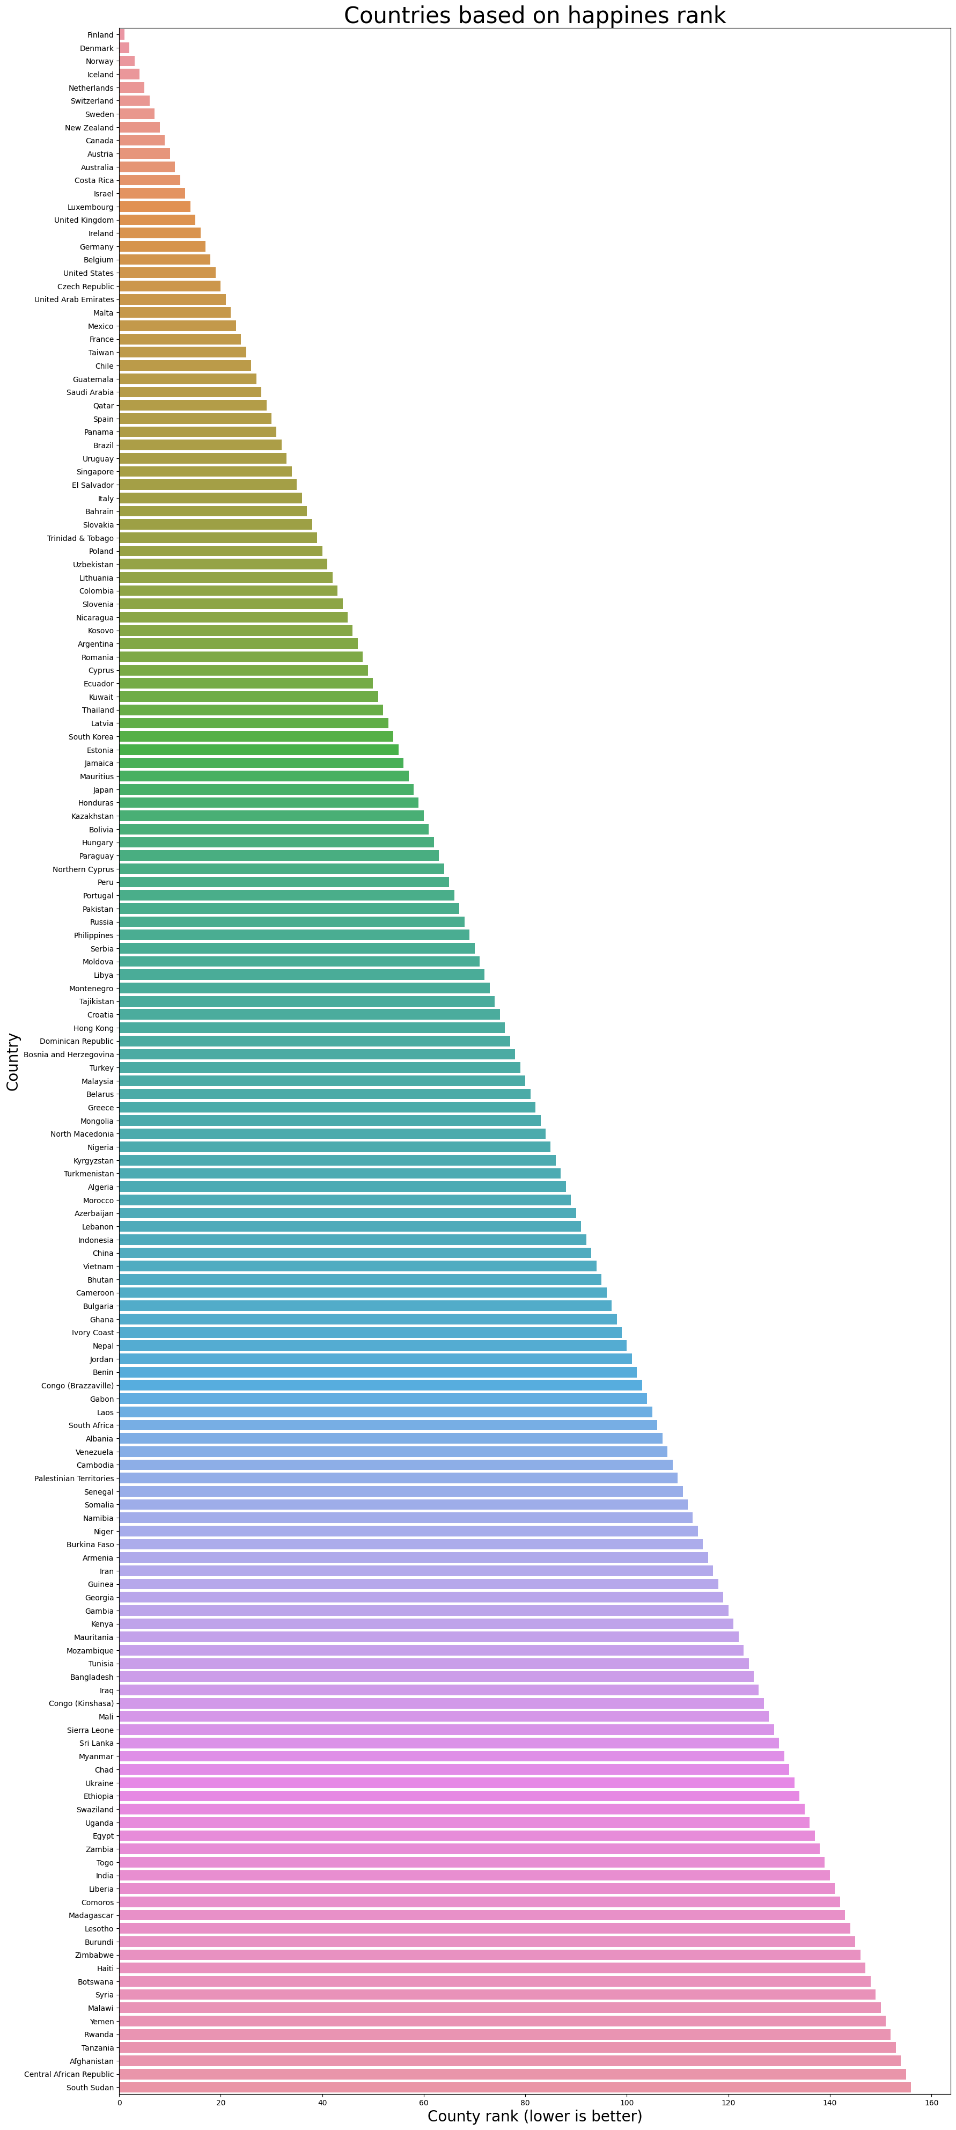 Countries based on happines rank
Finland
Denmark
Norway
Iceland
Netherlands
Switzerland
Sweden
New Zealand
Canada
Austria
Australia
Costa Rica
Israel
Luxembourg
United Kingdom
Ireland
Germany
Belgium
United States
Czech Republic
United Arab Emirates
Malta
Mexico
France
Taiwan
Chile
Guatemala
Saudi Arabia
Qatar
Spain
Panama
Brazil
Uruguay
Singapore
El Salvador
Italy
Bahrain
Slovakia
Trinidad & Tobago
Poland
Uzbekistan
Lithuania
Colombia
Slovenia
Nicaragua
Kosovo
Argentina
Romania
Cyprus
Ecuador
Kuwait
Thailand
Latvia
South Korea
Estonia
Jamaica
Mauritius
Japan
Honduras
Kazakhstan
Bolivia
Hungary
Paraguay
Northern Cyprus
Peru
Portugal
Pakistan
Russia
Philippines
Serbia
Moldova
Libya
Montenegro
Tajikistan
Croatia
Hong Kong
Dominican Republic
Bosnia and Herzegovina
Turkey
Malaysia
Belarus
Greece
Mongolia
North Macedonia
Nigeria
Kyrgyzstan
Turkmenistan
Algeria
Morocco
Azerbaijan
Lebanon
Indonesia
China
Vietnam
Bhutan
Cameroon
Bulgaria
Ghana
Ivory Coast
Nepal
Jordan
Benin
Congo (Brazzaville)
Gabon
Laos
South Africa
Albania
Venezuela
Cambodia
Palestinian Territories
Senegal
Somalia
Namibia
Niger
Burkina Faso
Armenia
Iran
Guinea
Georgia
Gambia
Kenya
Mauritania
Mozambique
Tunisia
Bangladesh
Iraq
Congo (Kinshasa)
Mali
Sierra Leone
Sri Lanka
Myanmar
Chad
Ukraine
Ethiopia
Swaziland
Uganda
Egypt
Zambia
Togo
India
Liberia
Comoros
Madagascar
Lesotho
Burundi
Zimbabwe
Haiti
Botswana
Syria
Malawi
Yemen
Rwanda
Tanzania
Afghanistan
Central African Republic
South Sudan
Country
0 20 40 60 80 100 120 140 160
County rank (lower is better)